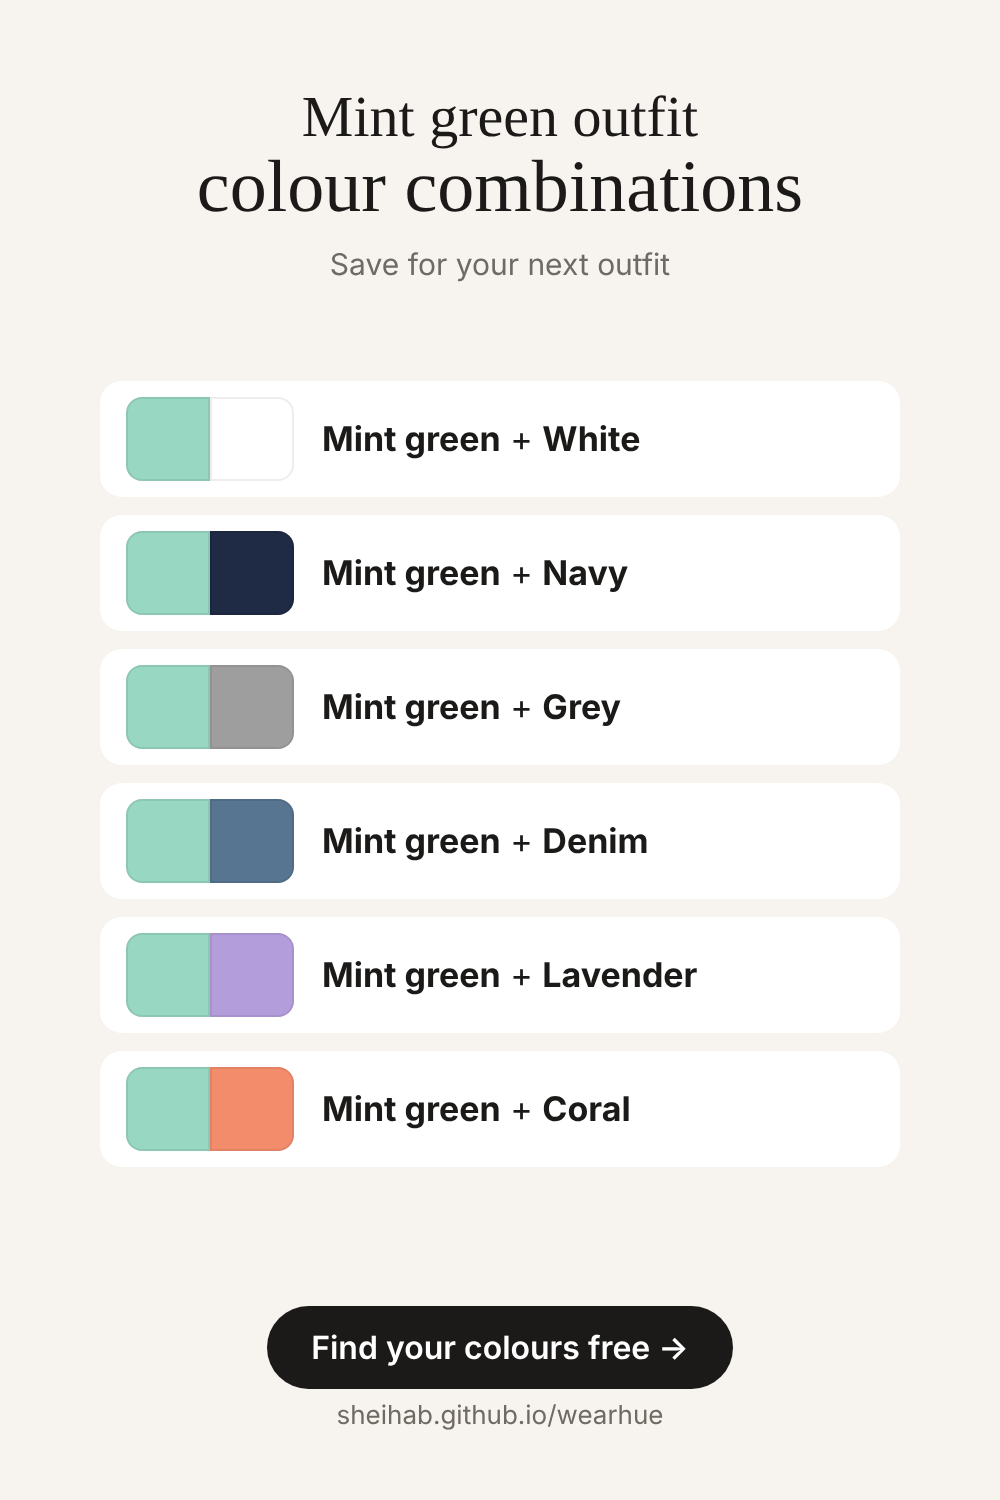 Mint green outfit
colour combinations
Save for your next outfit
Mint green + White
Mint green + Navy
Mint green + Grey
Mint green + Denim
Mint green + Lavender
Mint green + Coral
Find your colours free →
sheihab.github.io/wearhue